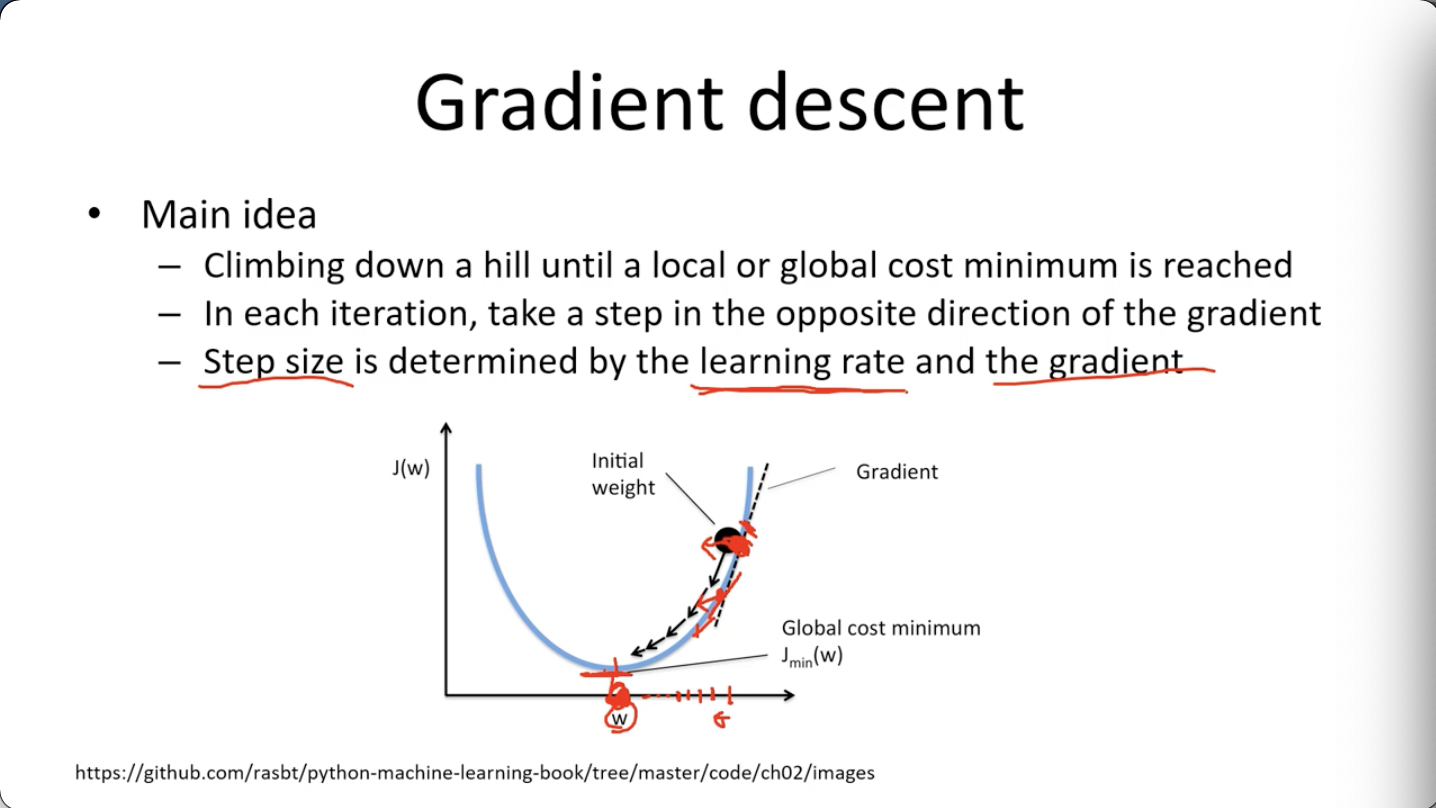 Gradient descent
• Main idea
– Climbing down a hill until a local or global cost minimum is reached
– In each iteration, take a step in the opposite direction of the gradient
– Step size is determined by the learning rate and the gradient
J(w)
Initial
weight
Gradient
Global cost minimum
Jmin(w)
w
https://github.com/rasbt/python-machine-learning-book/tree/master/code/ch02/images